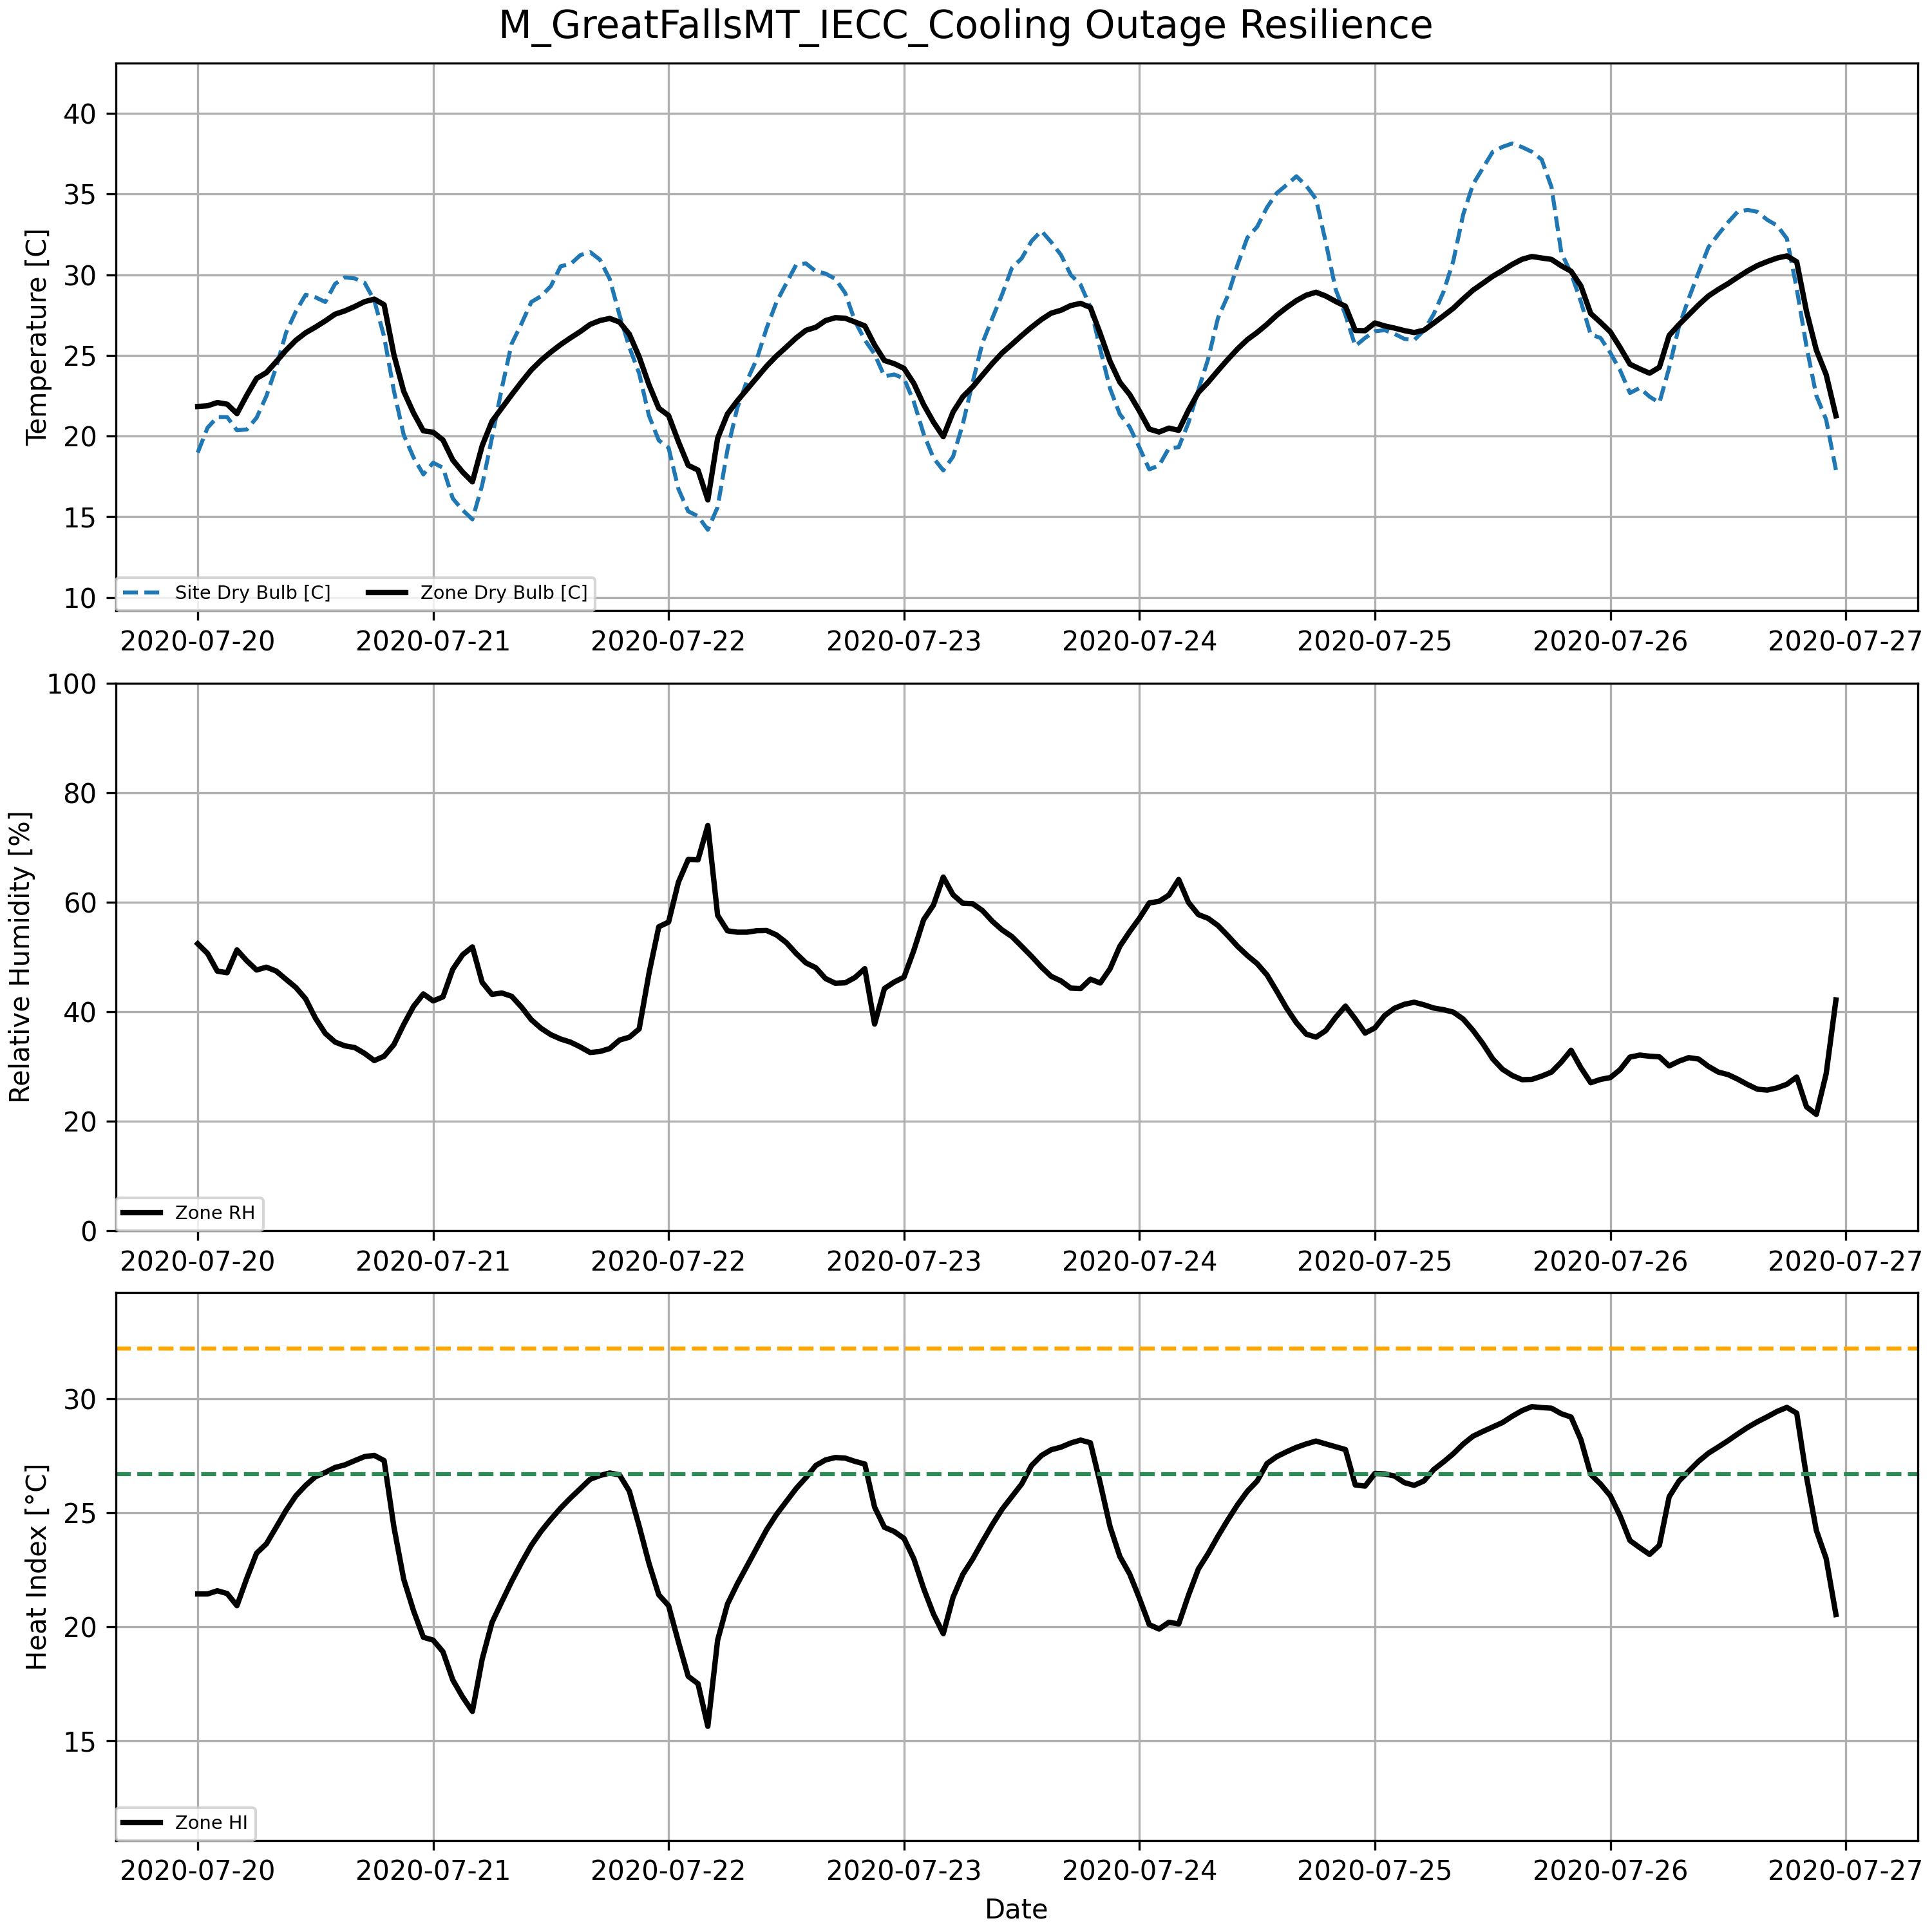 M_GreatFallsMT_IECC_Cooling Outage Resilience
Temperature [C]
40
35
30
25
20
15
10
Site Dry Bulb [C] Zone Dry Bulb [C]
2020-07-20 2020-07-21 2020-07-22 2020-07-23 2020-07-24 2020-07-25 2020-07-26 2020-07-27
Relative Humidity [%]
100
80
60
40
20
0
Zone RH
2020-07-20 2020-07-21 2020-07-22 2020-07-23 2020-07-24 2020-07-25 2020-07-26 2020-07-27
Heat Index [°C]
30
25
20
15
Zone HI
2020-07-20 2020-07-21 2020-07-22 2020-07-23 2020-07-24 2020-07-25 2020-07-26 2020-07-27
Date